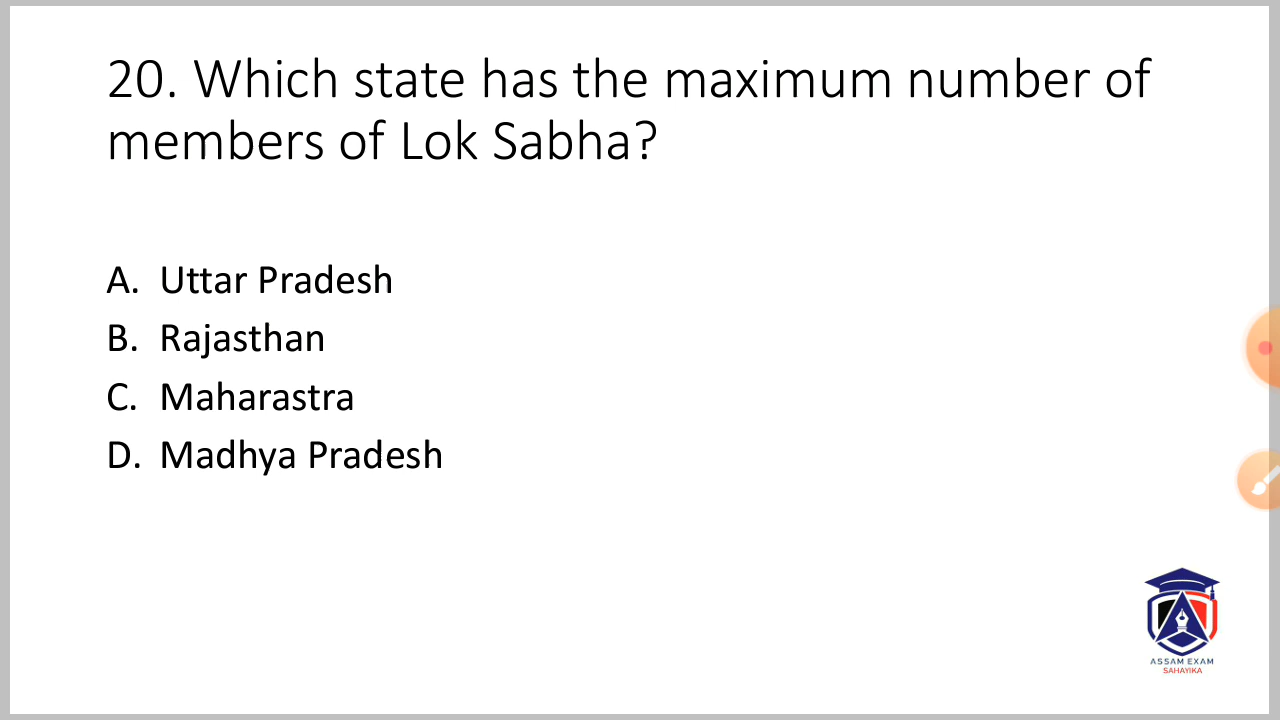 20. Which state has the maximum number of
members of Lok Sabha?
A. Uttar Pradesh
B. Rajasthan
C. Maharastra
D. Madhya Pradesh
ASSAM EXAM
SAHAYIKA